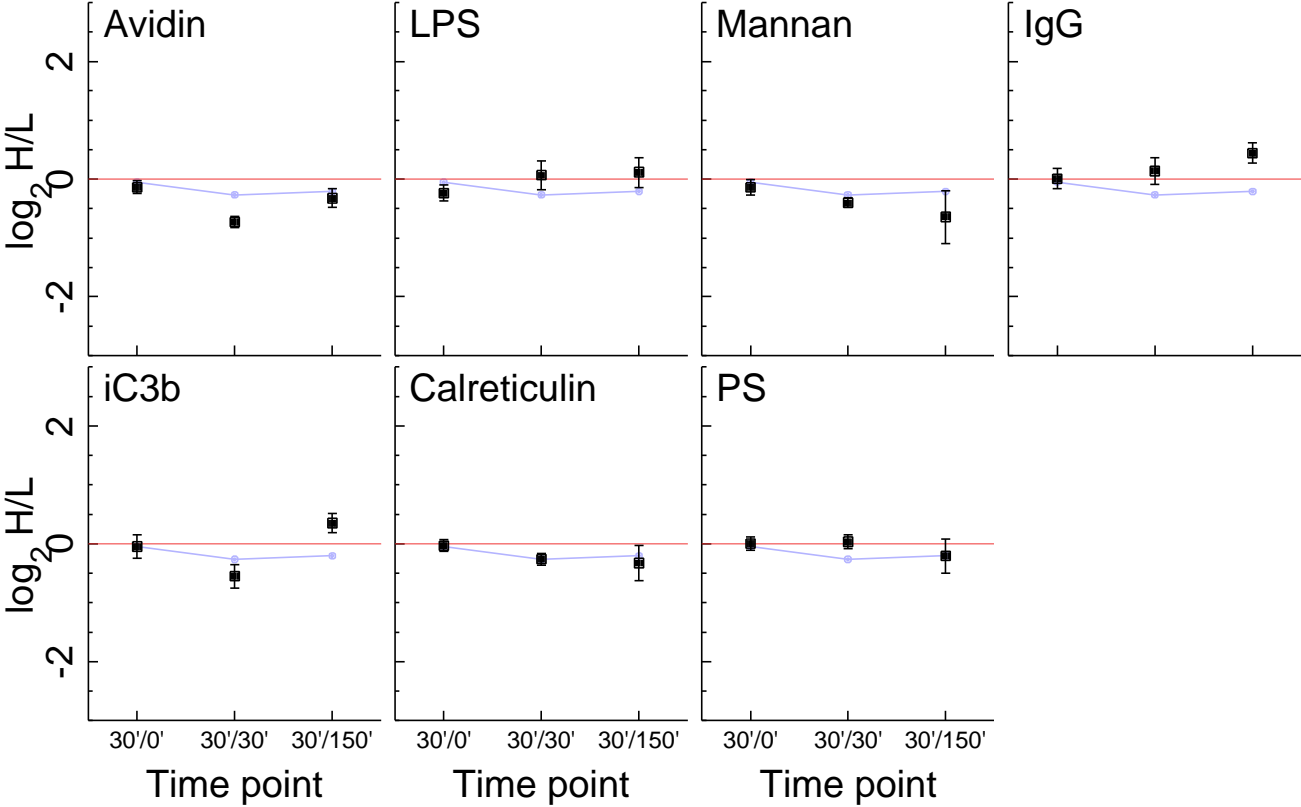 Avidin LPS Mannan IgG
2
0
-2
log2 H/L
iC3b Calreticulin PS
2
0
-2
log2 H/L
30'/0' 30'/30' 30'/150' 30'/0' 30'/30' 30'/150' 30'/0' 30'/30' 30'/150'
Time point Time point Time point